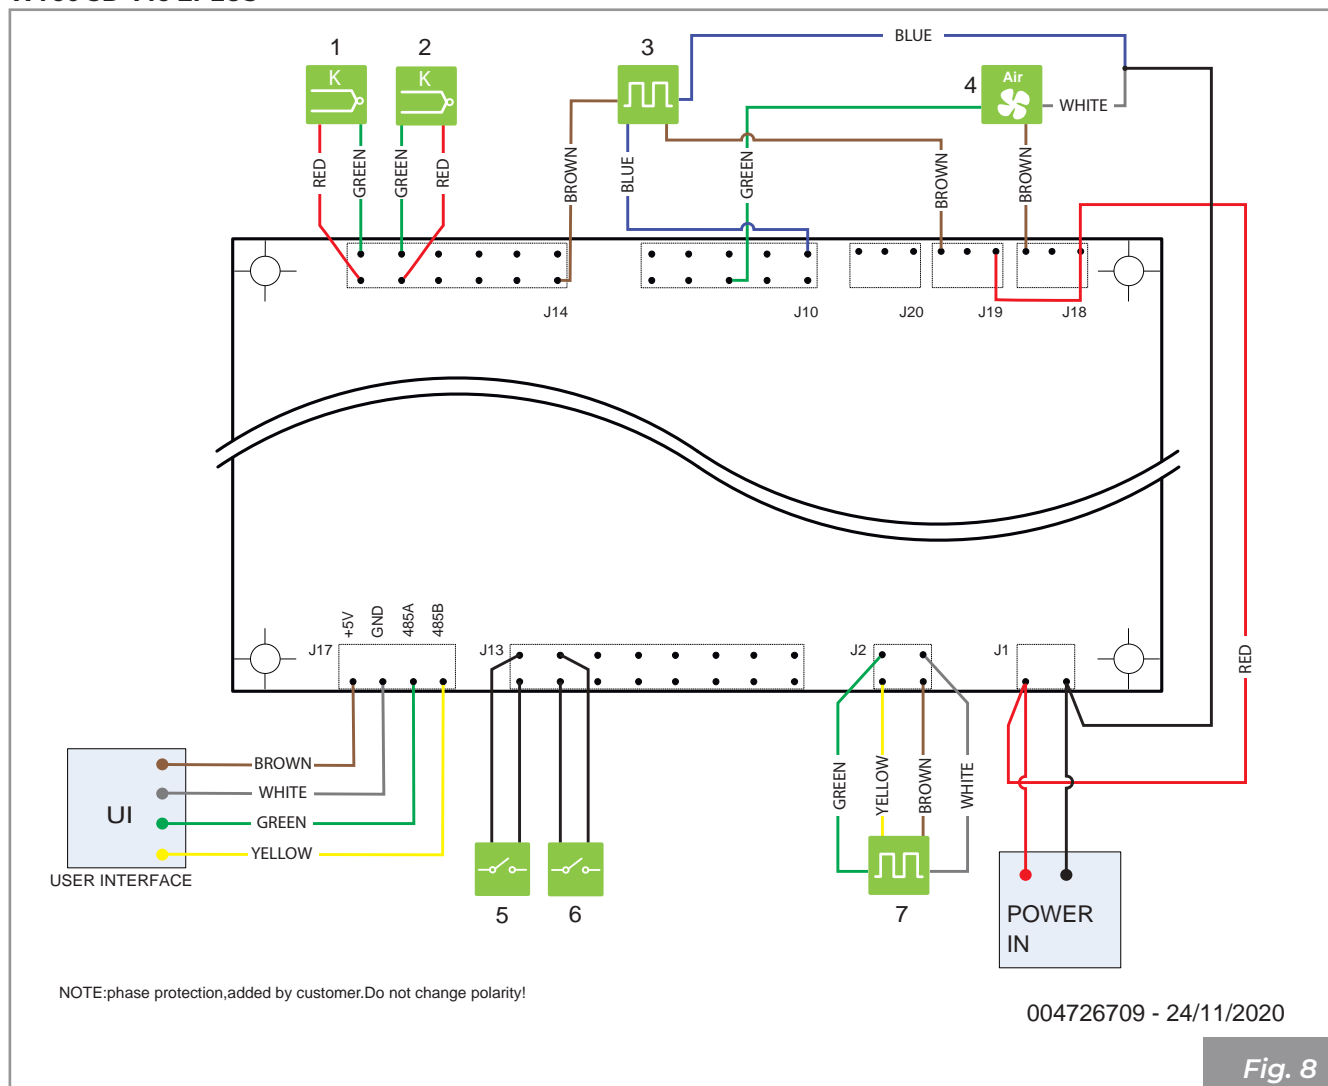 1
2
3
4
K
K
Air
BLUE
WHITE
RED
GREEN
GREEN
RED
BROWN
BLUE
GREEN
BROWN
BROWN
J14
J10
J20
J19
J18
+5V
GND
485A
485B
J17
J13
J2
J1
RED
BROWN
WHITE
GREEN
YELLOW
UI
USER INTERFACE
GREEN
YELLOW
BROWN
WHITE
5
6
7
POWER
IN
NOTE:phase protection,added by customer.Do not change polarity!
004726709 - 24/11/2020
Fig. 8